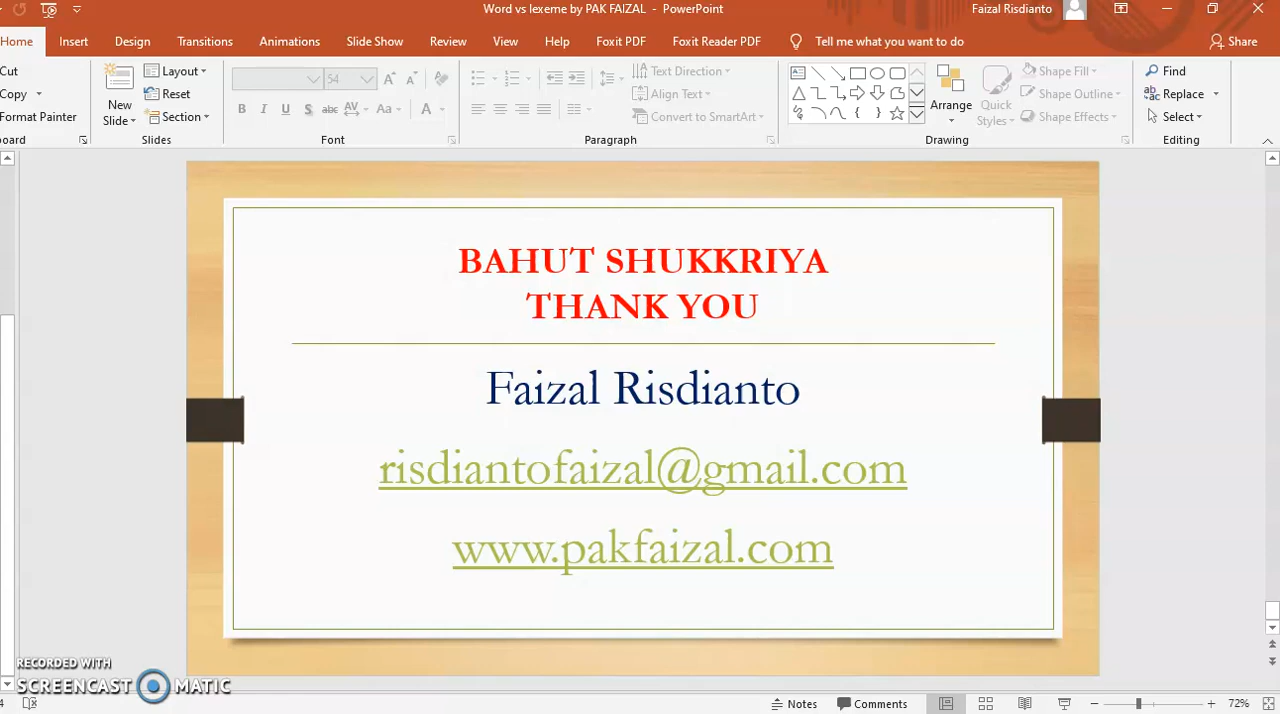 Word vs lexeme by PAK FAIZAL - PowerPoint
Faizal Risdianto
Home Insert Design Transitions Animations Slide Show Review View Help Foxit PDF Foxit Reader PDF Tell me what you want to do Share
Cut
Copy
Format Painter
New Slide
Layout
Reset
Section
Slides
54
B I U S abc AV Aa A
Font
Text Direction
Align Text
Convert to SmartArt
Paragraph
Arrange
Quick Styles
Shape Fill
Shape Outline
Shape Effects
Drawing
Find
Replace
Select
Editing
BAHUT SHUKKRIYA
THANK YOU
Faizal Risdianto
risdiantofaizal@gmail.com
www.pakfaizal.com
RECORDED WITH
SCREENCAST MATIC
Notes Comments 72%